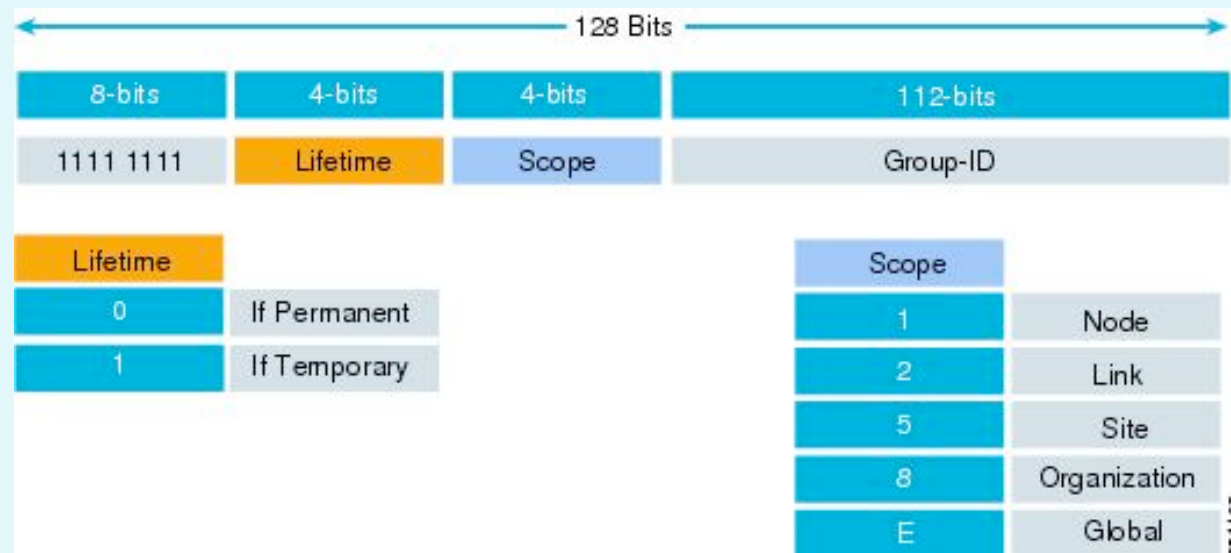 128 Bits
8-bits 4-bits 4-bits 112-bits
1111 1111 Lifetime Scope Group-ID
Lifetime Scope
0 If Permanent 1 Node
1 If Temporary 2 Link
5 Site
8 Organization
E Global